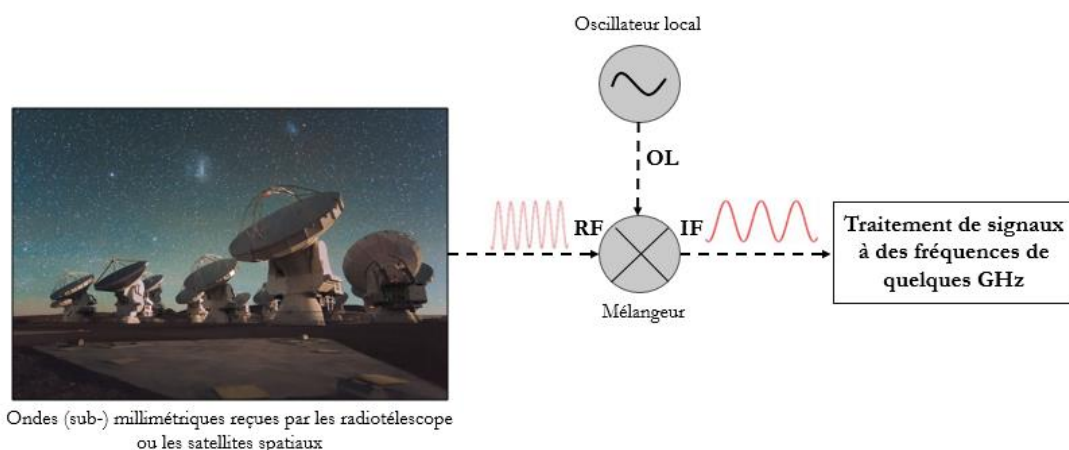 Oscillateur local
OL
RF
IF
Mélangeur
Traitement de signaux
à des fréquences de
quelques GHz
Ondes (sub-) millimétriques reçues par les radiotélescope
ou les satellites spatiaux